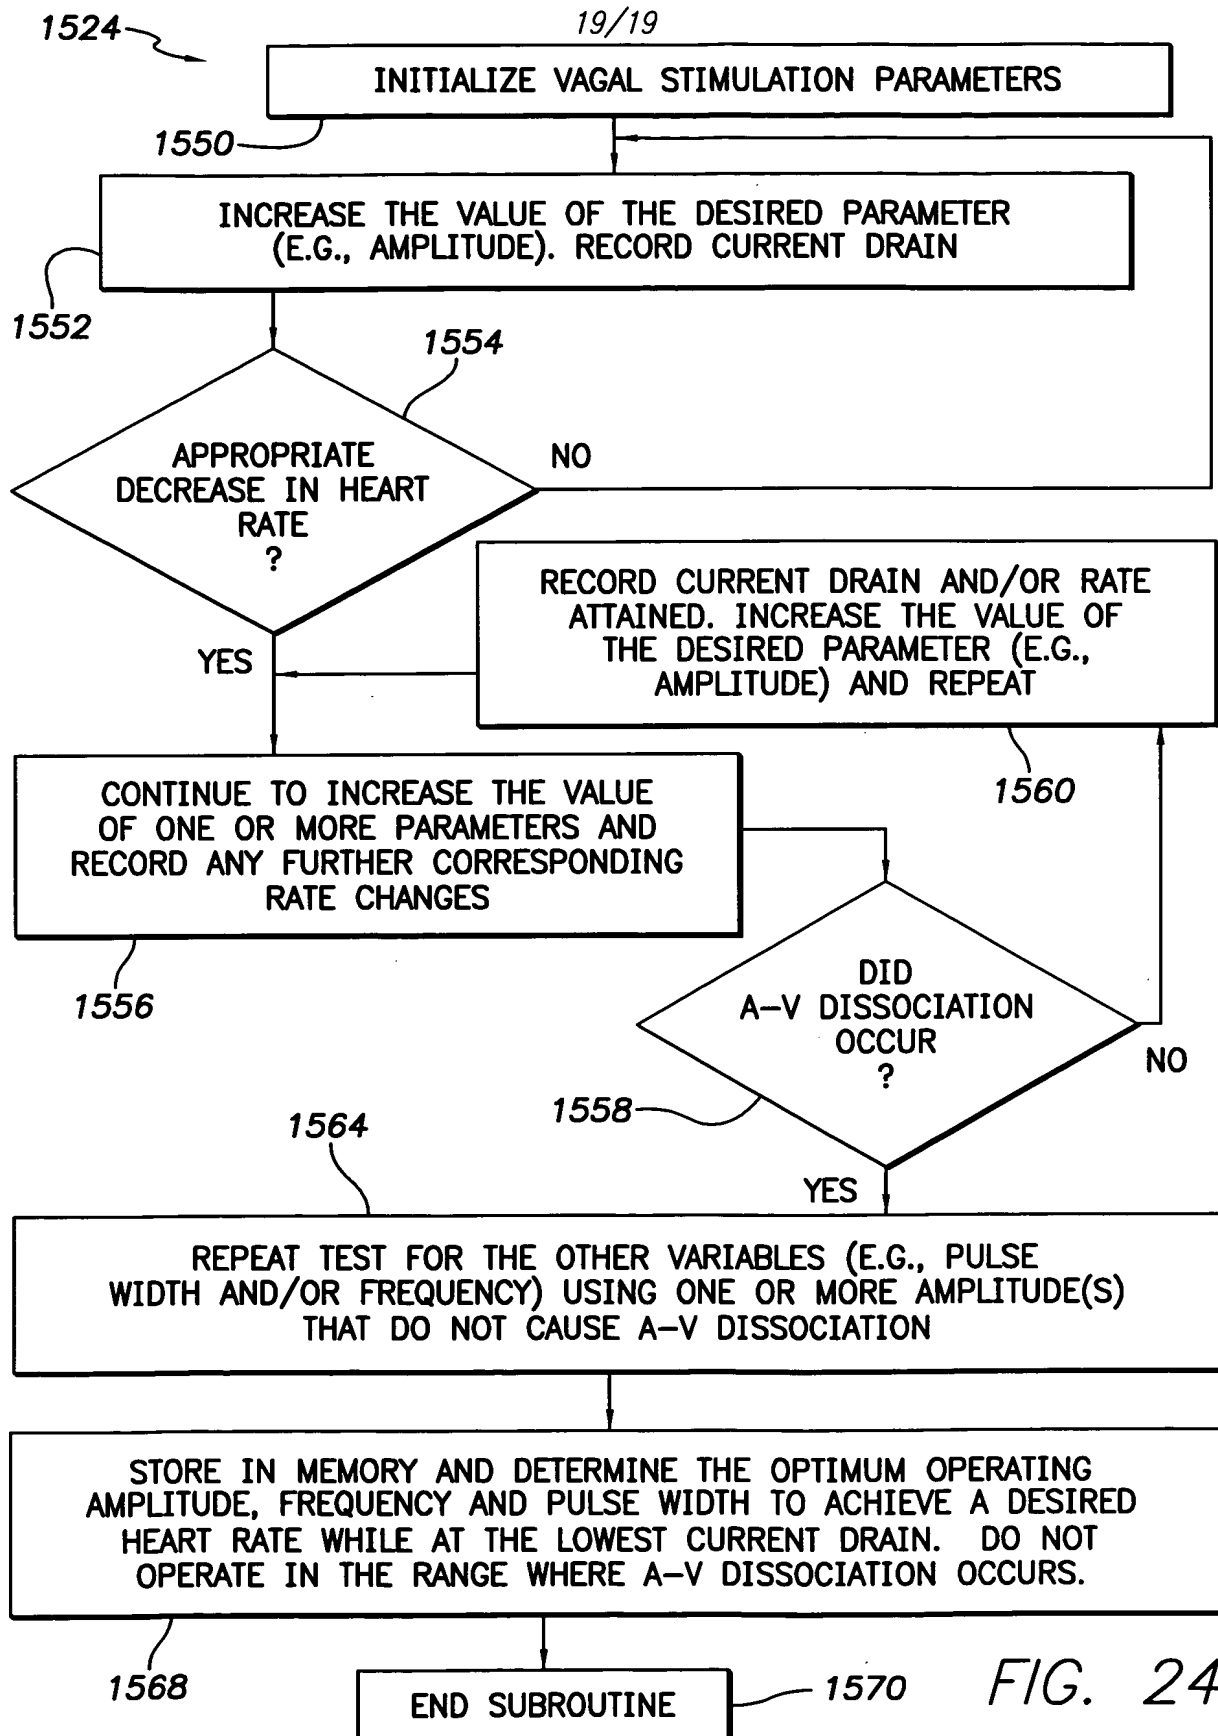 19/19
1524
INITIALIZE VAGAL STIMULATION PARAMETERS
1550
INCREASE THE VALUE OF THE DESIRED PARAMETER
(E.G., AMPLITUDE). RECORD CURRENT DRAIN
1552
1554
APPROPRIATE
DECREASE IN HEART
RATE
?
NO
YES
RECORD CURRENT DRAIN AND/OR RATE
ATTAINED. INCREASE THE VALUE OF
THE DESIRED PARAMETER (E.G.,
AMPLITUDE) AND REPEAT
1560
CONTINUE TO INCREASE THE VALUE
OF ONE OR MORE PARAMETERS AND
RECORD ANY FURTHER CORRESPONDING
RATE CHANGES
1556
DID
A-V DISSOCIATION
OCCUR
?
NO
1558
YES
1564
REPEAT TEST FOR THE OTHER VARIABLES (E.G., PULSE
WIDTH AND/OR FREQUENCY) USING ONE OR MORE AMPLITUDE(S)
THAT DO NOT CAUSE A-V DISSOCIATION
STORE IN MEMORY AND DETERMINE THE OPTIMUM OPERATING
AMPLITUDE, FREQUENCY AND PULSE WIDTH TO ACHIEVE A DESIRED
HEART RATE WHILE AT THE LOWEST CURRENT DRAIN. DO NOT
OPERATE IN THE RANGE WHERE A-V DISSOCIATION OCCURS.
1568
END SUBROUTINE
1570
FIG. 24